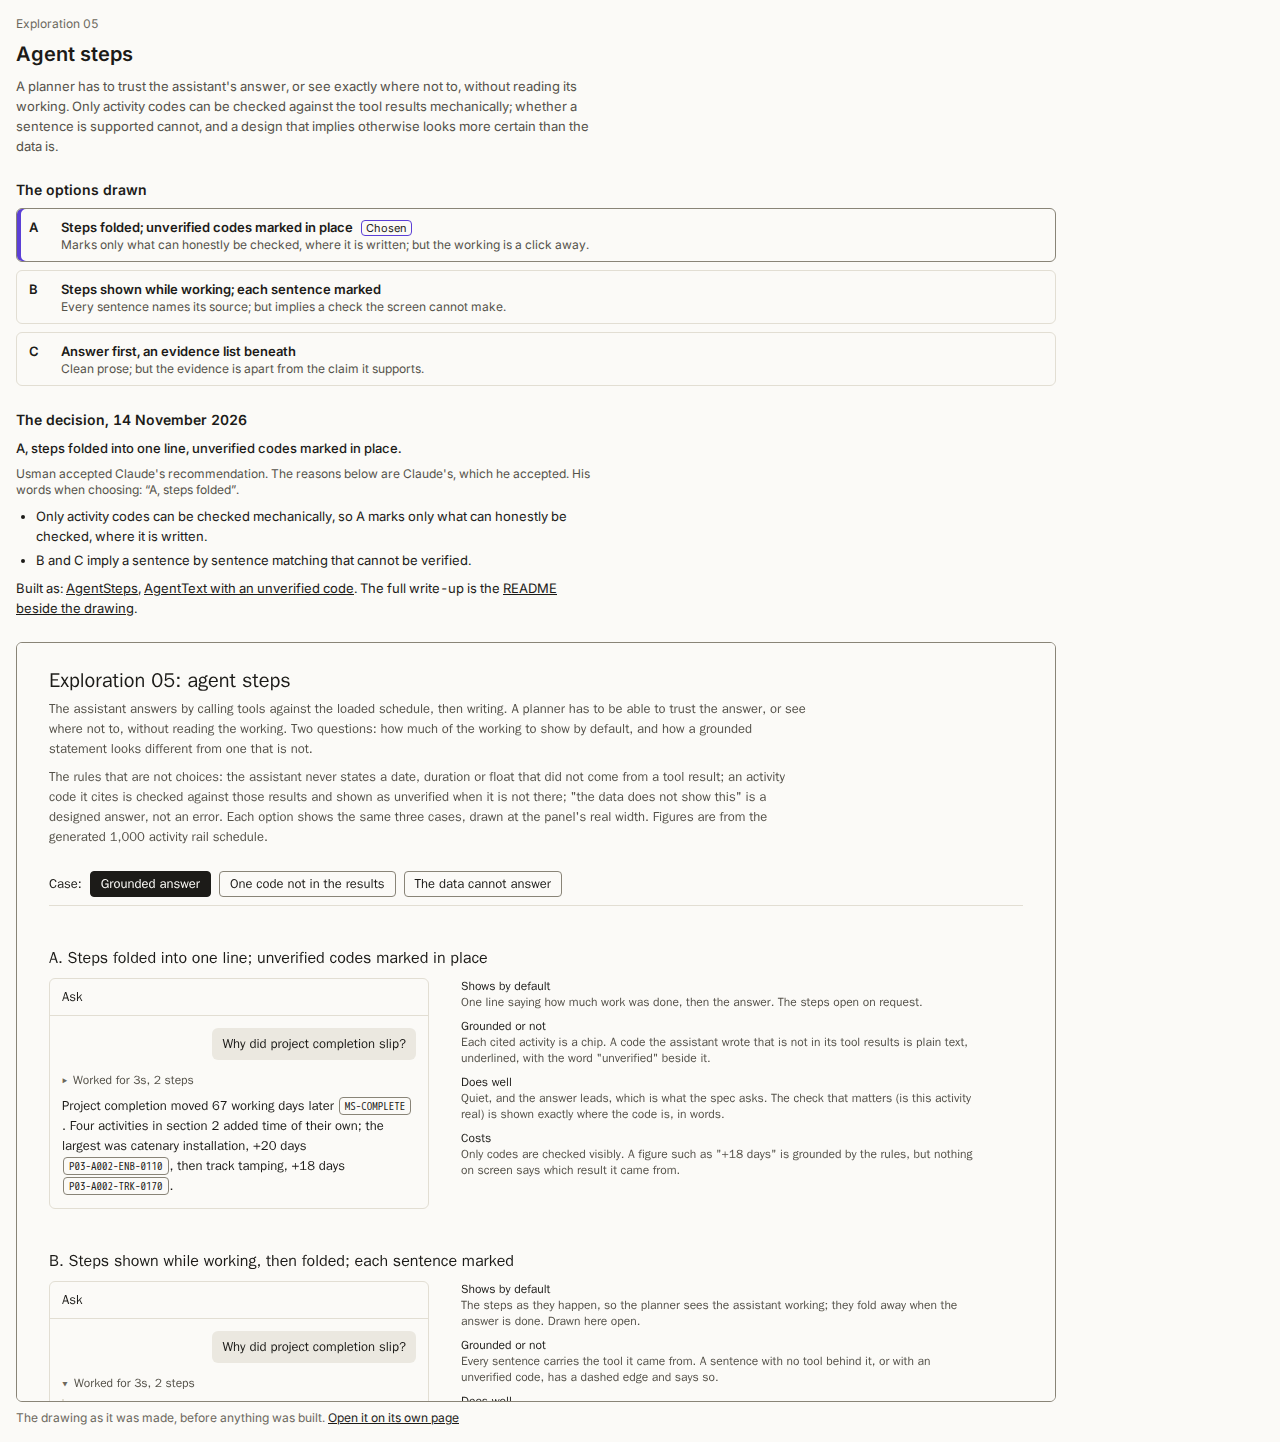 Exploration 05
Agent steps
A planner has to trust the assistant's answer, or see exactly where not to, without reading its
working. Only activity codes can be checked against the tool results mechanically; whether a
sentence is supported cannot, and a design that implies otherwise looks more certain than the
data is.
The options drawn
A Steps folded; unverified codes marked in place Chosen
Marks only what can honestly be checked, where it is written; but the working is a click away.
B Steps shown while working; each sentence marked
Every sentence names its source; but implies a check the screen cannot make.
C Answer first, an evidence list beneath
Clean prose; but the evidence is apart from the claim it supports.
The decision, 14 November 2026
A, steps folded into one line, unverified codes marked in place.
Usman accepted Claude's recommendation. The reasons below are Claude's, which he accepted. His
words when choosing: “A, steps folded”.
• Only activity codes can be checked mechanically, so A marks only what can honestly be
checked, where it is written.
• B and C imply a sentence by sentence matching that cannot be verified.
Built as: AgentSteps, AgentText with an unverified code. The full write-up is the README
beside the drawing.
Exploration 05: agent steps
The assistant answers by calling tools against the loaded schedule, then writing. A planner has to be able to trust the answer, or see
where not to, without reading the working. Two questions: how much of the working to show by default, and how a grounded
statement looks different from one that is not.
The rules that are not choices: the assistant never states a date, duration or float that did not come from a tool result; an activity
code it cites is checked against those results and shown as unverified when it is not there; "the data does not show this" is a
designed answer, not an error. Each option shows the same three cases, drawn at the panel's real width. Figures are from the
generated 1,000 activity rail schedule.
Case: Grounded answer One code not in the results The data cannot answer
A. Steps folded into one line; unverified codes marked in place
Ask
Why did project completion slip?
▸ Worked for 3s, 2 steps
Project completion moved 67 working days later MS-COMPLETE
. Four activities in section 2 added time of their own; the
largest was catenary installation, +20 days
P03-A002-ENB-0110, then track tamping, +18 days
P03-A002-TRK-0170.
Shows by default
One line saying how much work was done, then the answer. The steps open on request.
Grounded or not
Each cited activity is a chip. A code the assistant wrote that is not in its tool results is plain text,
underlined, with the word "unverified" beside it.
Does well
Quiet, and the answer leads, which is what the spec asks. The check that matters (is this activity
real) is shown exactly where the code is, in words.
Costs
Only codes are checked visibly. A figure such as "+18 days" is grounded by the rules, but nothing
on screen says which result it came from.
B. Steps shown while working, then folded; each sentence marked
Ask
Why did project completion slip?
▾ Worked for 3s, 2 steps
Shows by default
The steps as they happen, so the planner sees the assistant working; they fold away when the
answer is done. Drawn here open.
Grounded or not
Every sentence carries the tool it came from. A sentence with no tool behind it, or with an
unverified code, has a dashed edge and says so.
Does well
The drawing as it was made, before anything was built. Open it on its own page